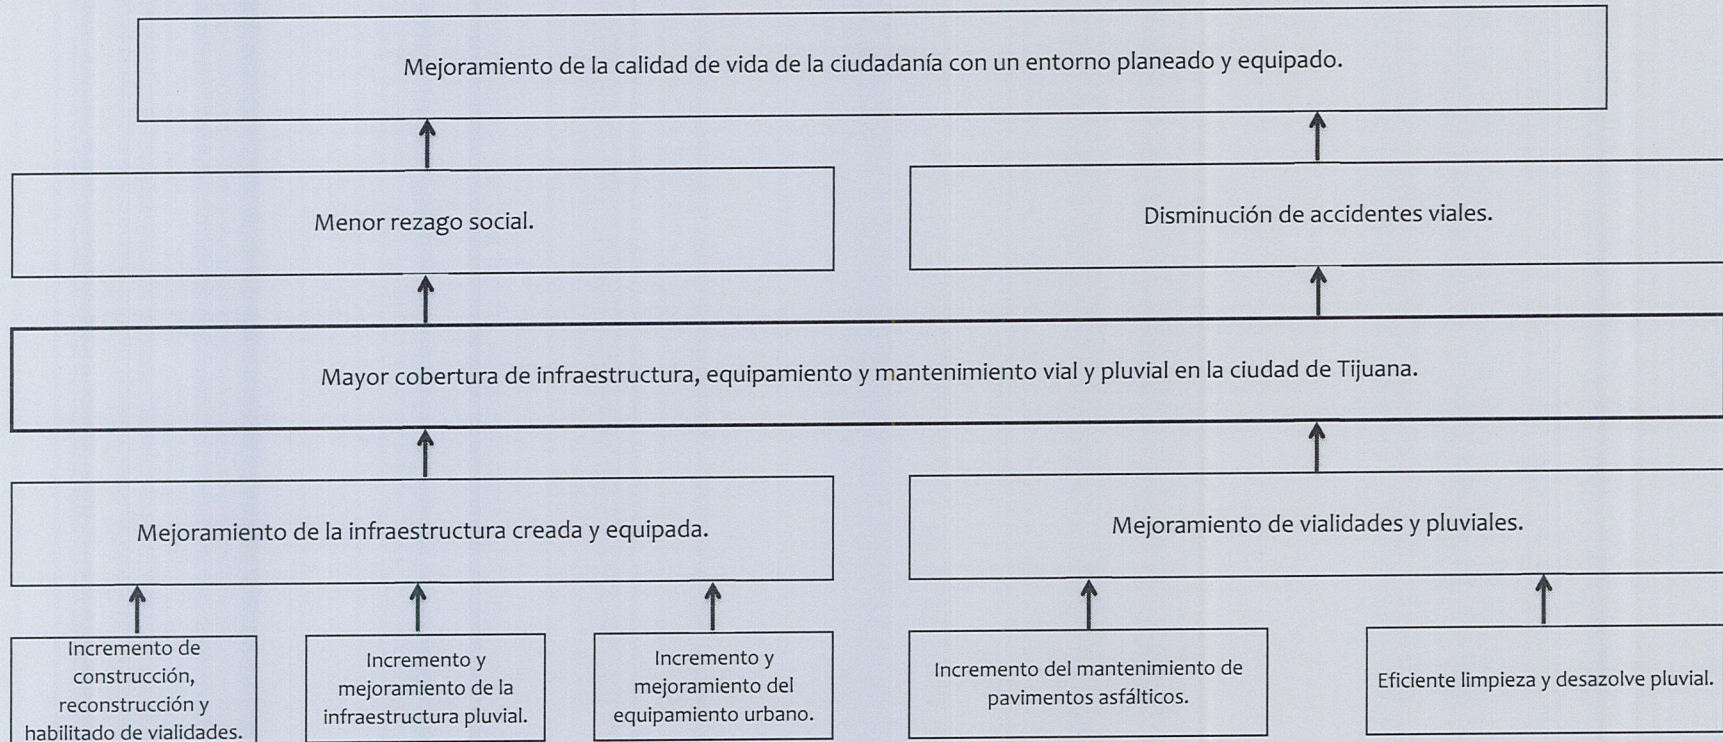 Mejoramiento de la calidad de vida de la ciudadanía con un entorno planeado y equipado.
Menor rezago social.
Disminución de accidentes viales.
Mayor cobertura de infraestructura, equipamiento y mantenimiento vial y pluvial en la ciudad de Tijuana.
Mejoramiento de la infraestructura creada y equipada.
Mejoramiento de vialidades y pluviales.
Incremento de
construcción,
reconstrucción y
habilitado de vialidades.
Incremento y
mejoramiento de la
infraestructura pluvial.
Incremento y
mejoramiento del
equipamiento urbano.
Incremento del mantenimiento de
pavimentos asfálticos.
Eficiente limpieza y desazolve pluvial.